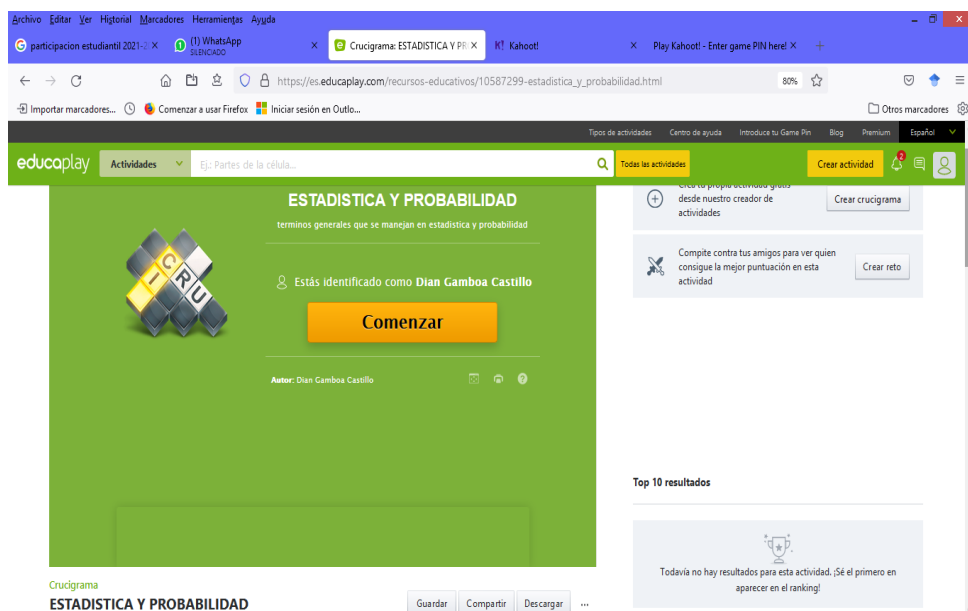 Archivo Editar Ver Historial Marcadores Herramientas Ayuda
participacion estudiantil 2021-2
(1) WhatsApp
SILENCIADO
Crucigrama: ESTADISTICA Y PR
K! Kahoot!
Play Kahoot! - Enter game PIN here!
https://es.educaplay.com/recursos-educativos/10587299-estadistica_y_probabilidad.html
80%
Importar marcadores...
Comenzar a usar Firefox
Iniciar sesión en Outlo...
Otros marcadores
Tipos de actividades
Centro de ayuda
Introduce tu Game Pin
Blog
Premium
Español
educaplay
Actividades
Ej.: Partes de la célula...
Todas las actividades
Crear actividad
2
ESTADISTICA Y PROBABILIDAD
terminos generales que se manejan en estadistica y probabilidad
C
I
R
U
Estás identificado como Dian Gamboa Castillo
Comenzar
Autor: Dian Gamboa Castillo
Crea tu propia actividad gratis
desde nuestro creador de
actividades
Crear crucigrama
Compite contra tus amigos para ver quien
consigue la mejor puntuación en esta
actividad
Crear reto
Top 10 resultados
Todavía no hay resultados para esta actividad. ¡Sé el primero en
aparecer en el ranking!
Crucigrama
ESTADISTICA Y PROBABILIDAD
Guardar
Compartir
Descargar
...